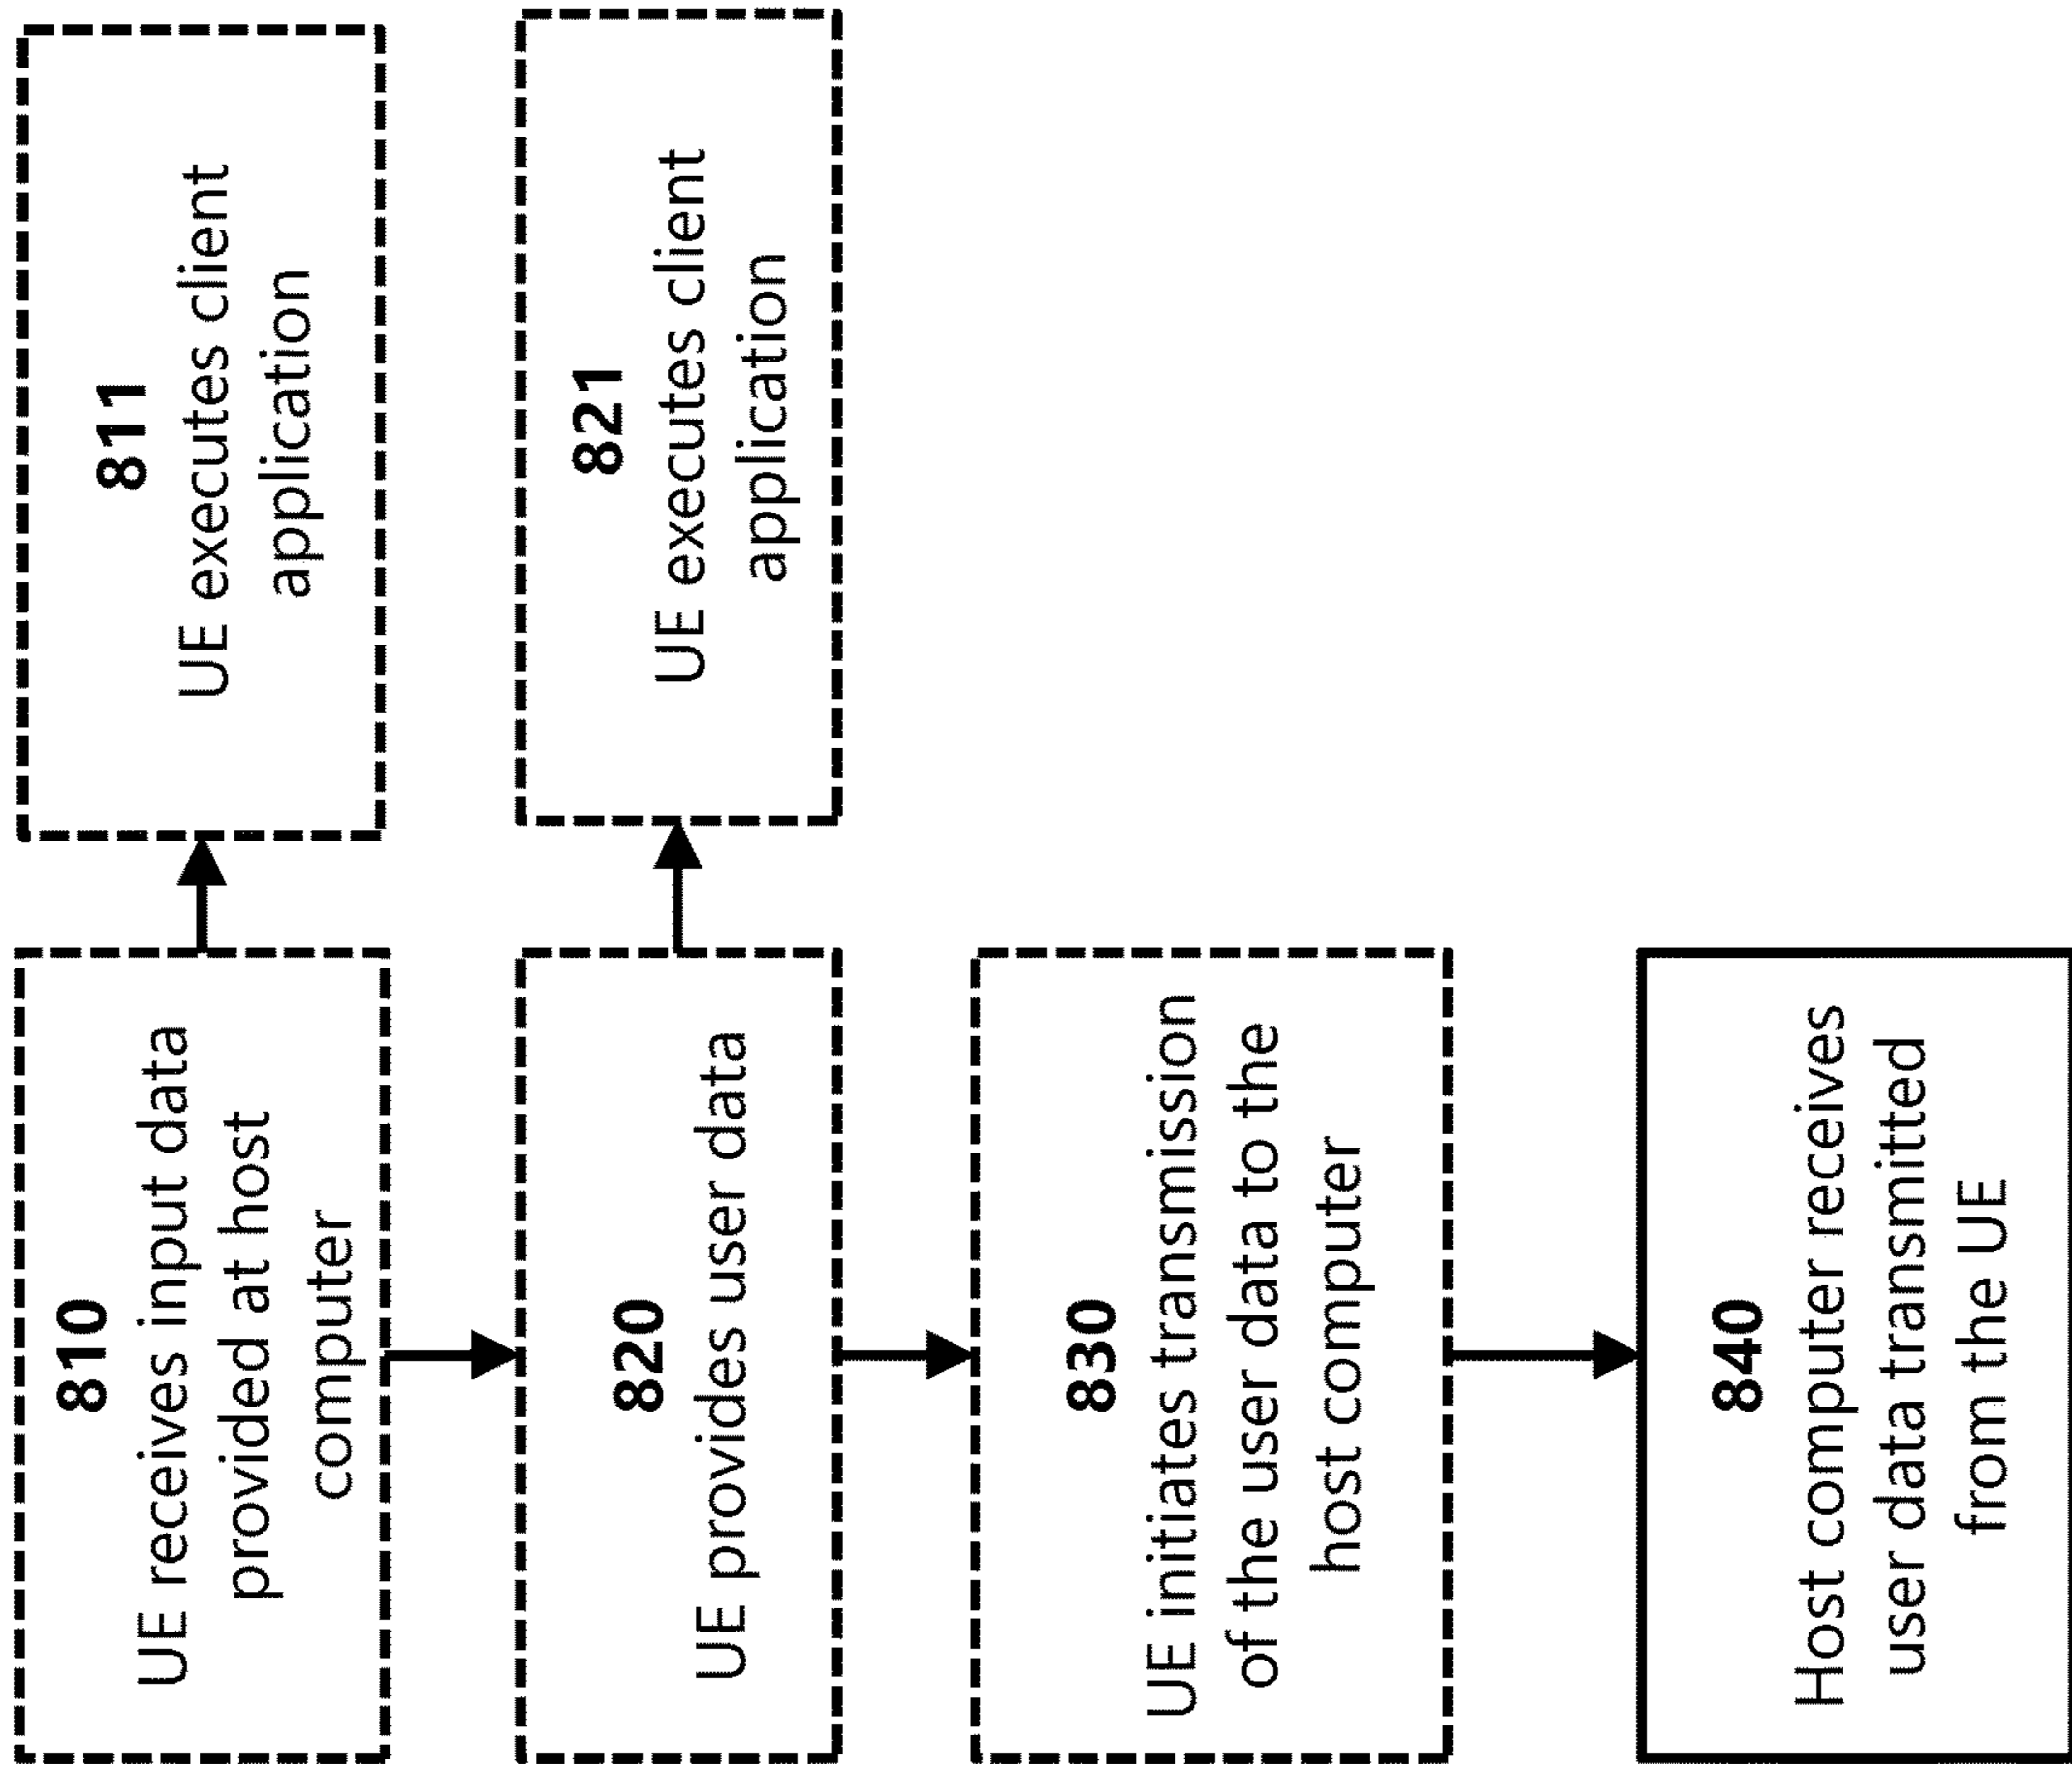 810
UE receives input data
provided at host
computer
811
UE executes client
application
820
UE provides user data
821
UE executes client
application
830
UE initiates transmission
of the user data to the
host computer
840
Host computer receives
user data transmitted
from the UE